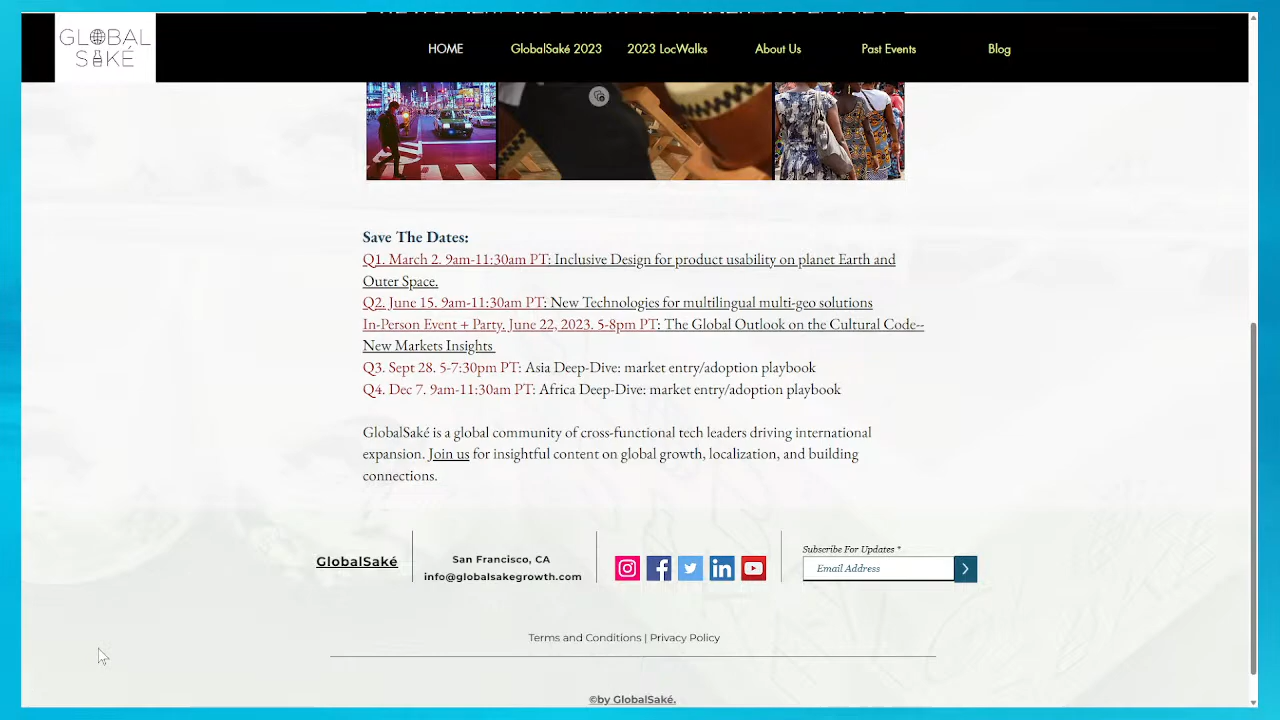 GLOBAL
SAKÉ
HOME
GlobalSaké 2023
2023 LocWalks
About Us
Past Events
Blog
Save The Dates:
Q1. March 2. 9am-11:30am PT: Inclusive Design for product usability on planet Earth and
Outer Space.
Q2. June 15. 9am-11:30am PT: New Technologies for multilingual multi-geo solutions
In-Person Event + Party. June 22, 2023. 5-8pm PT: The Global Outlook on the Cultural Code--
New Markets Insights
Q3. Sept 28. 5-7:30pm PT: Asia Deep-Dive: market entry/adoption playbook
Q4. Dec 7. 9am-11:30am PT: Africa Deep-Dive: market entry/adoption playbook
GlobalSaké is a global community of cross-functional tech leaders driving international
expansion. Join us for insightful content on global growth, localization, and building
connections.
GlobalSaké
San Francisco, CA
info@globalsakegrowth.com
Subscribe For Updates *
Email Address
Terms and Conditions | Privacy Policy
©by GlobalSaké.